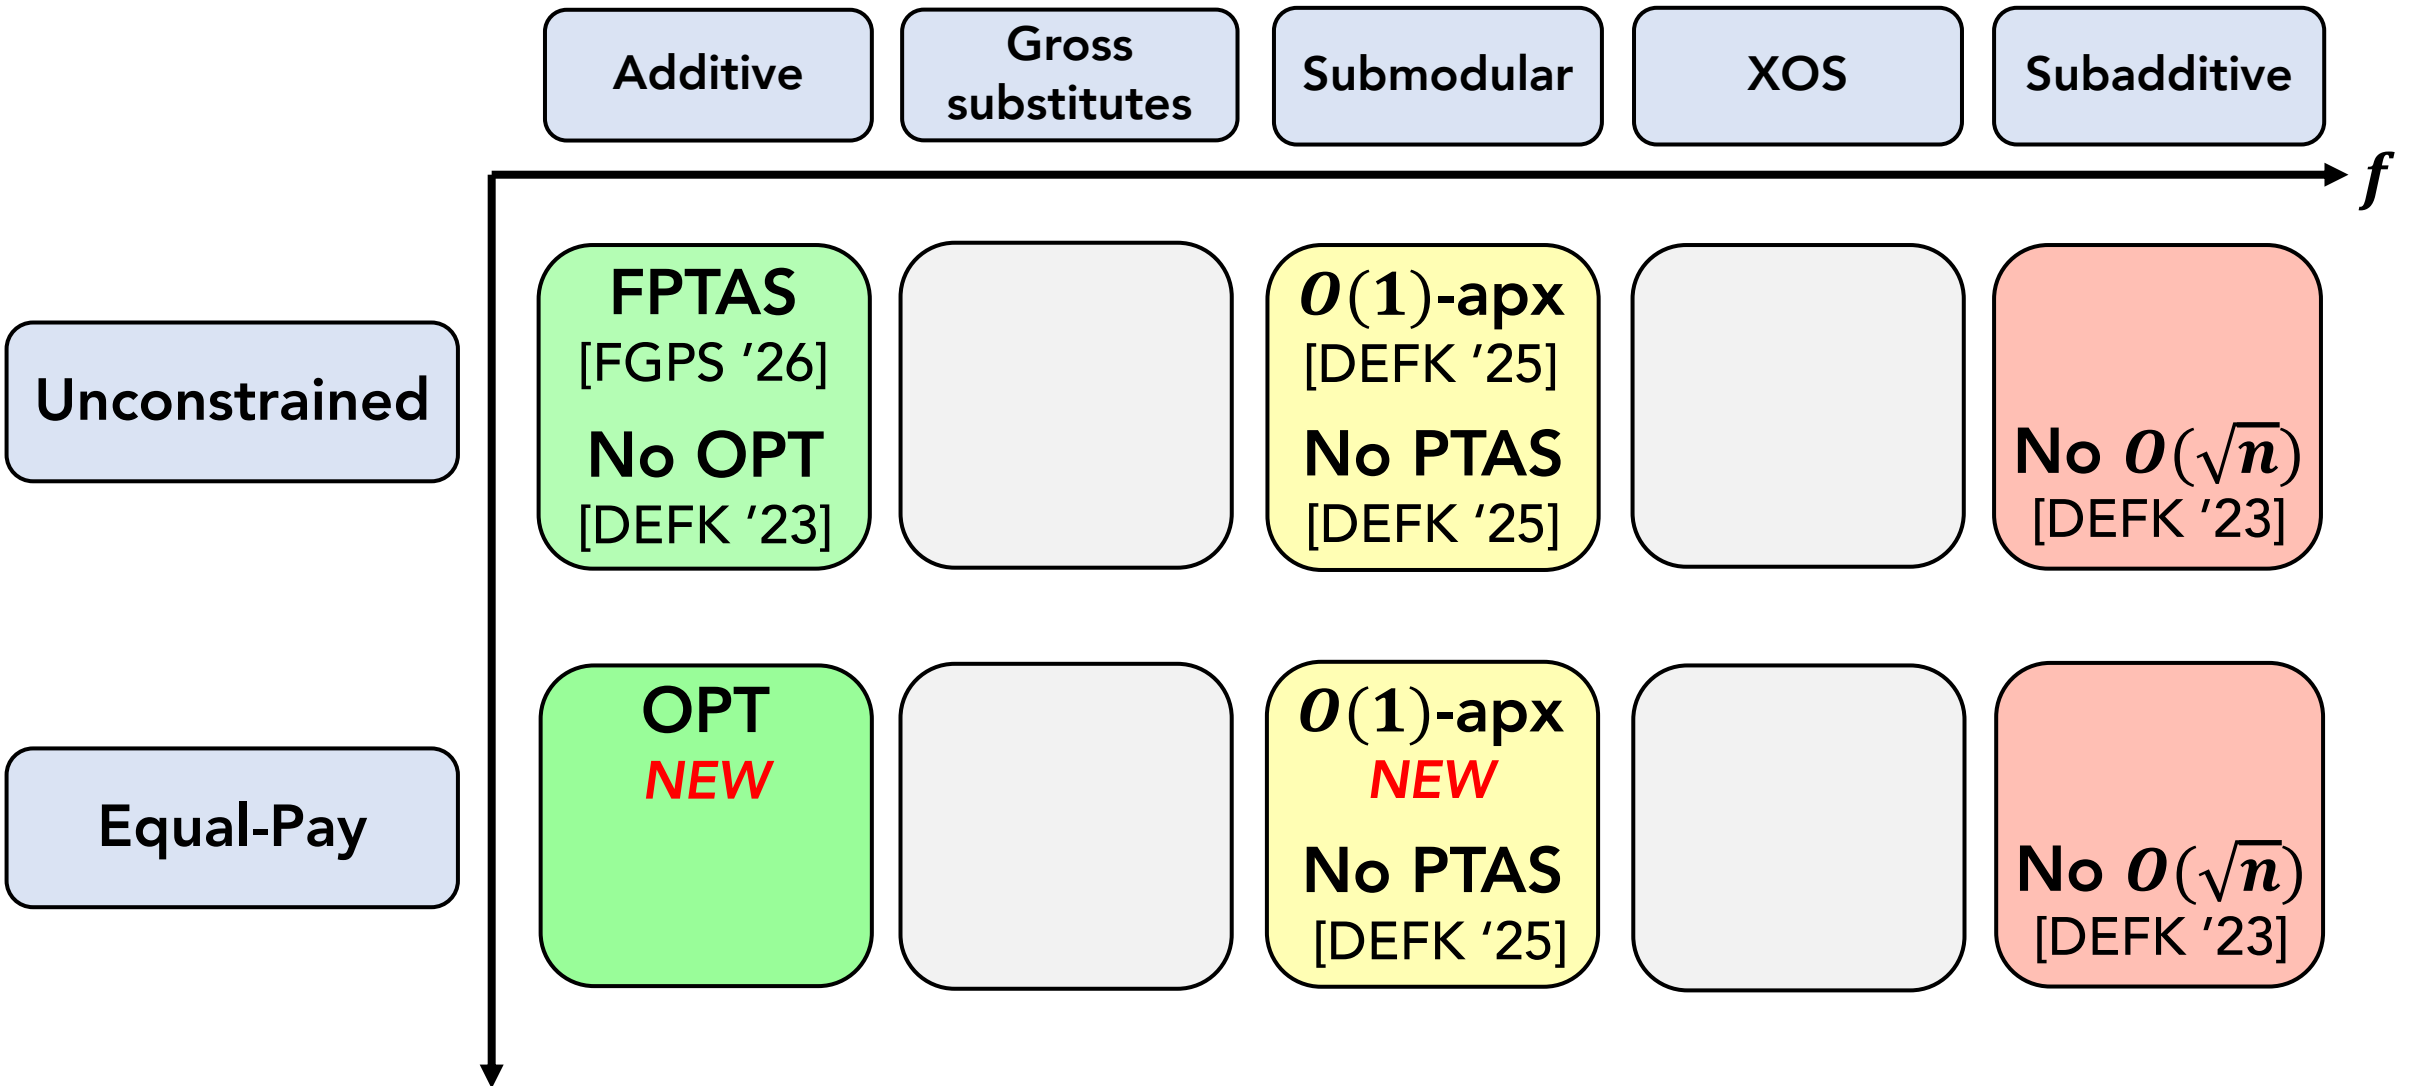 Additive
Gross
substitutes
Submodular
XOS
Subadditive
f
Unconstrained
FPTAS
[FGPS ’26]
No OPT
[DEFK ’23]
O(1)-apx
[DEFK ’25]
No PTAS
[DEFK ’25]
No O(√n)
[DEFK ’23]
Equal-Pay
OPT
NEW
O(1)-apx
NEW
No PTAS
[DEFK ’25]
No O(√n)
[DEFK ’23]